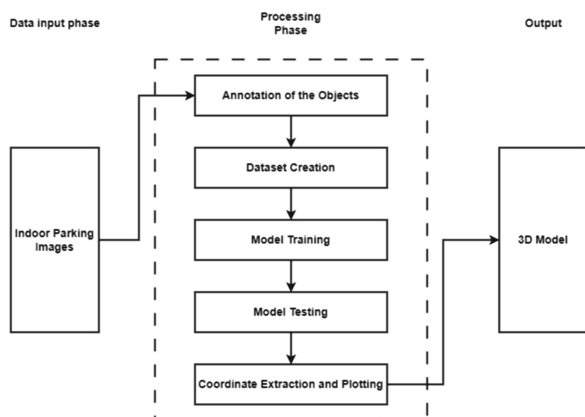 Data input phase
Processing
Phase
Output
Annotation of the Objects
Dataset Creation
Indoor Parking
Images
Model Training
3D Model
Model Testing
Coordinate Extraction and Plotting